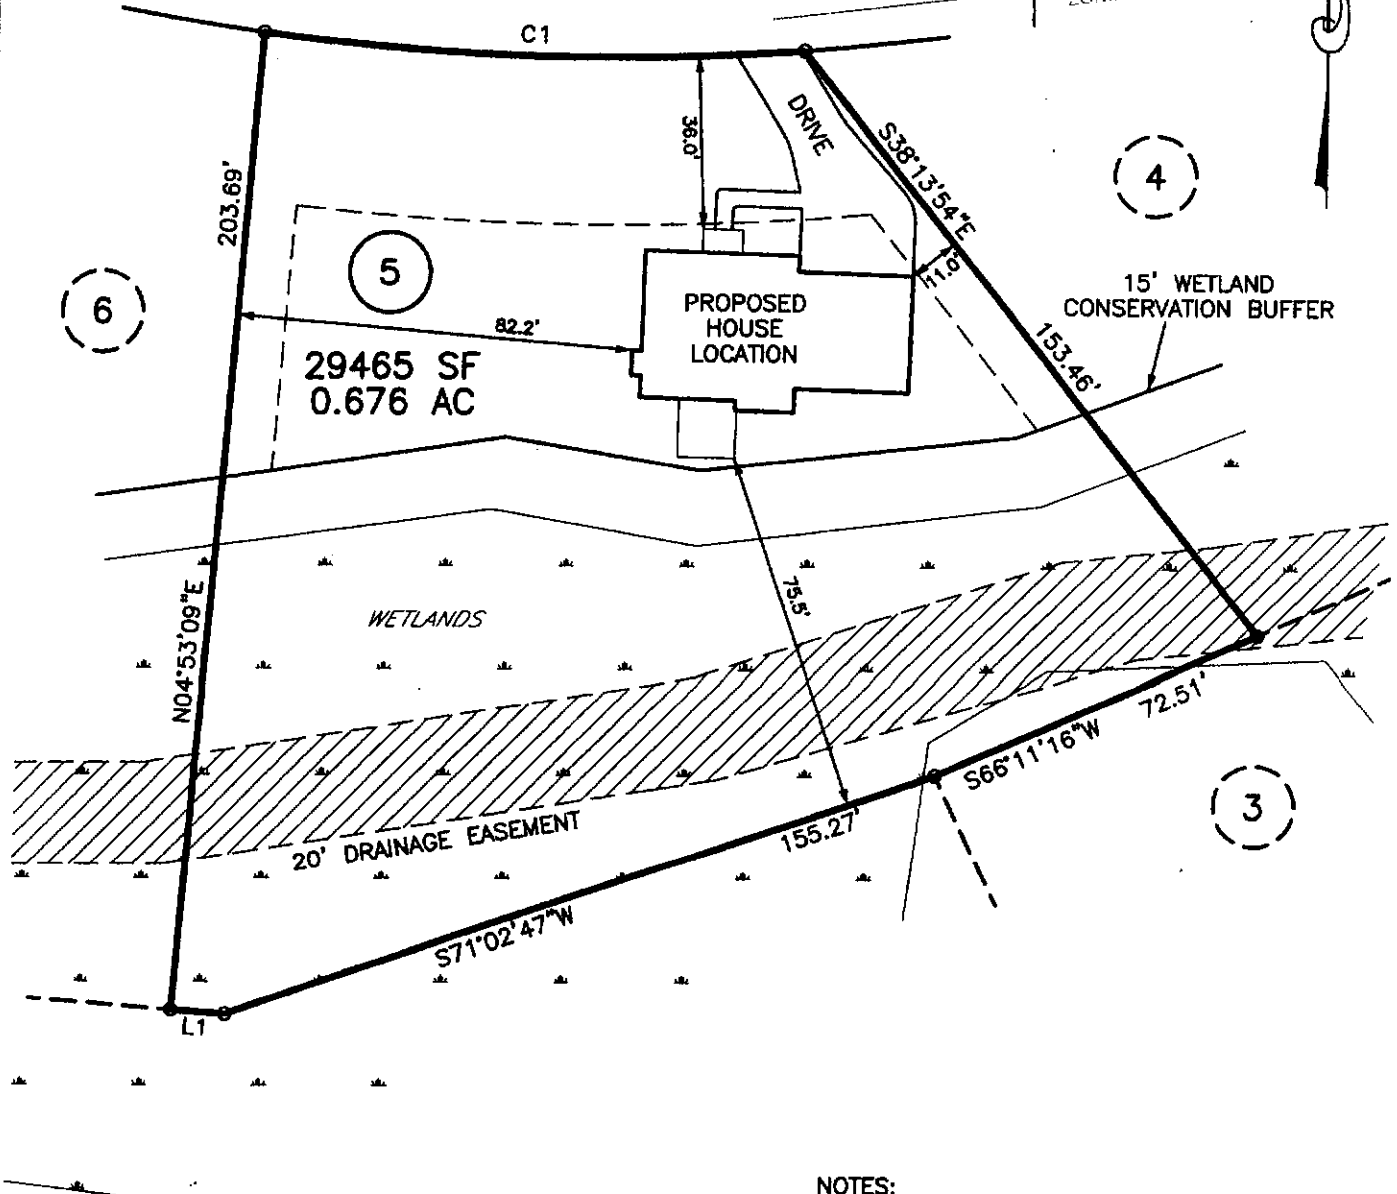 C1
DRIVE
36.0'
S38°13'54"E
4
203.69'
5
11.9'
6
15' WETLAND
CONSERVATION BUFFER
PROPOSED
HOUSE
LOCATION
82.2'
153.46'
29465 SF
0.676 AC
75.5'
WETLANDS
N04°53'09"E
72.51'
S66°11'16"W
3
155.27'
20' DRAINAGE EASEMENT
S71°02'47"W
L1
NOTES: